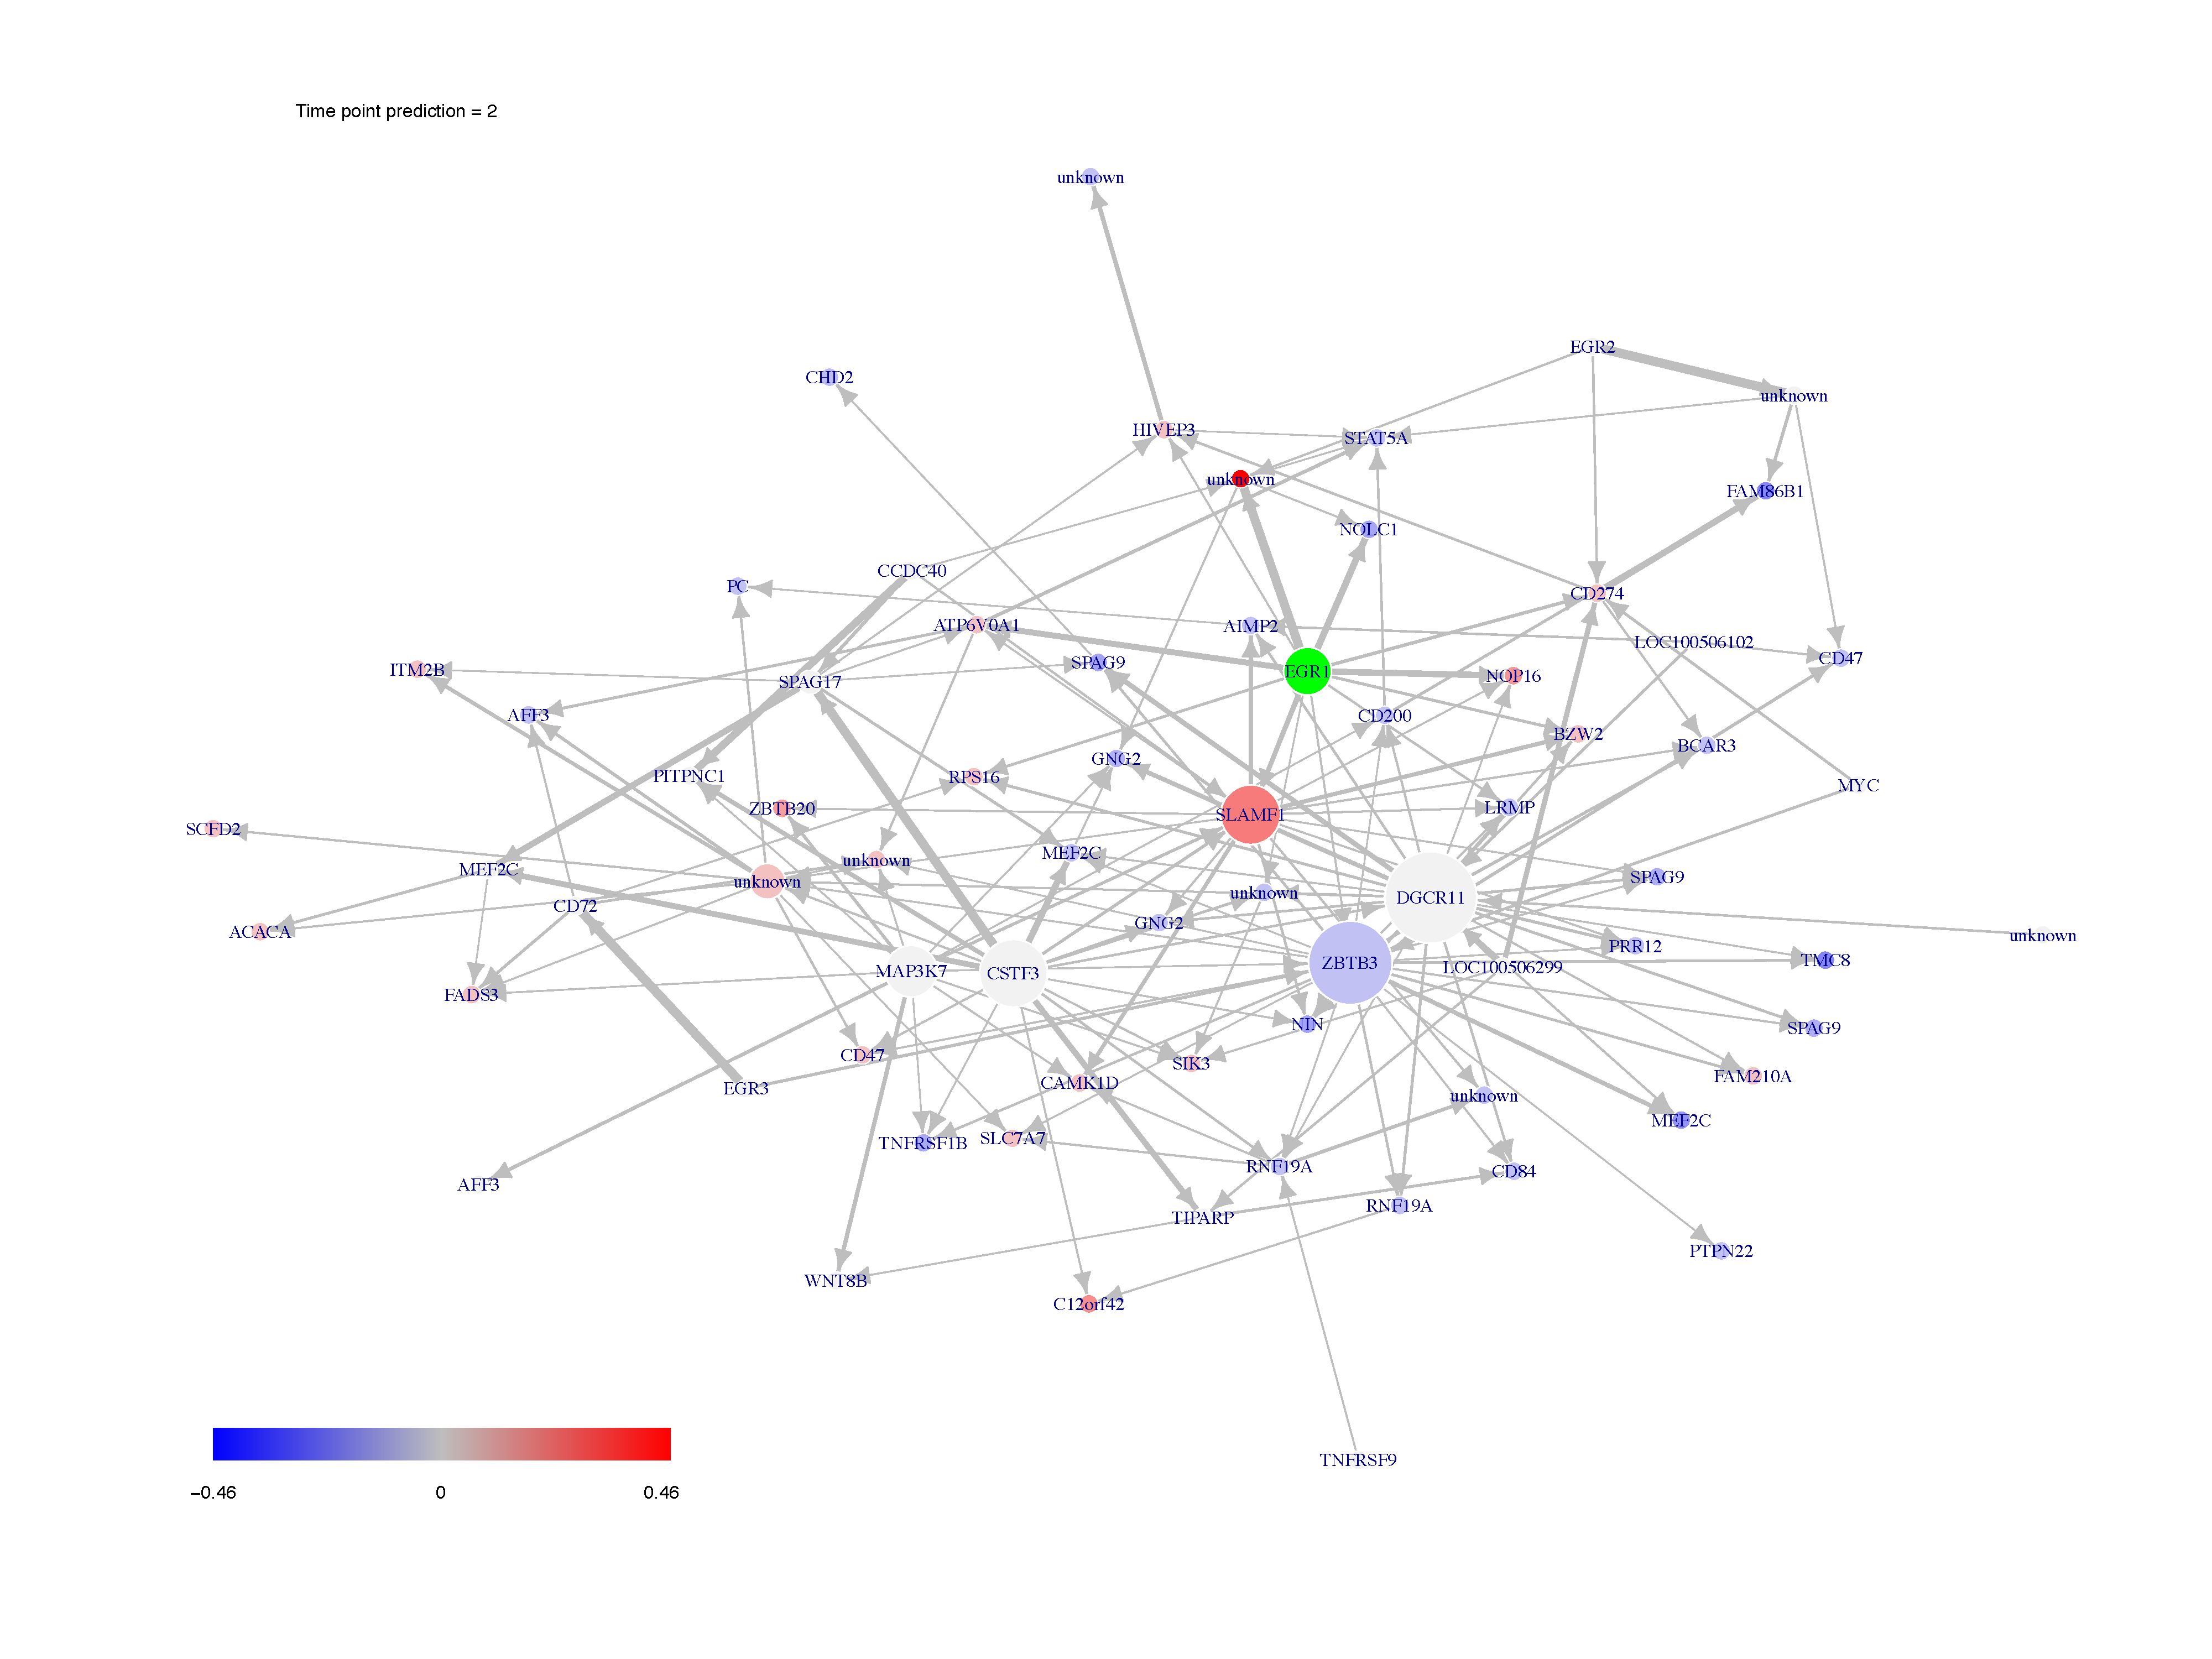 Time point prediction = 2
unknown
EGR2
CHD2
unknown
HIVEP3
STAT5A
unknown
FAM86B1
NOLC1
CCDC40
PC
CD274
ATP6V0A1
AIMP2
LOC100506102
SPAG9
CD47
ITM2B
EGR1
NOP16
SPAG17
AFF3
CD200
BZW2
BCAR3
GNG2
PITPNC1
RPS16
MYC
ZBTB20
LRMP
SLAMF1
SCFD2
MEF2C
unknown
MEF2C
SPAG9
unknown
unknown
DGCR11
CD72
GNG2
ACACA
unknown
PRR12
TMC8
ZBTB3
LOC100506299
MAP3K7
CSTF3
FADS3
NIN
SPAG9
CD47
SIK3
FAM210A
CAMK1D
EGR3
unknown
MEF2C
TNFRSF1B
SLC7A7
RNF19A
CD84
AFF3
RNF19A
TIPARP
PTPN22
WNT8B
C12orf42
TNFRSF9
−0.46 0 0.46